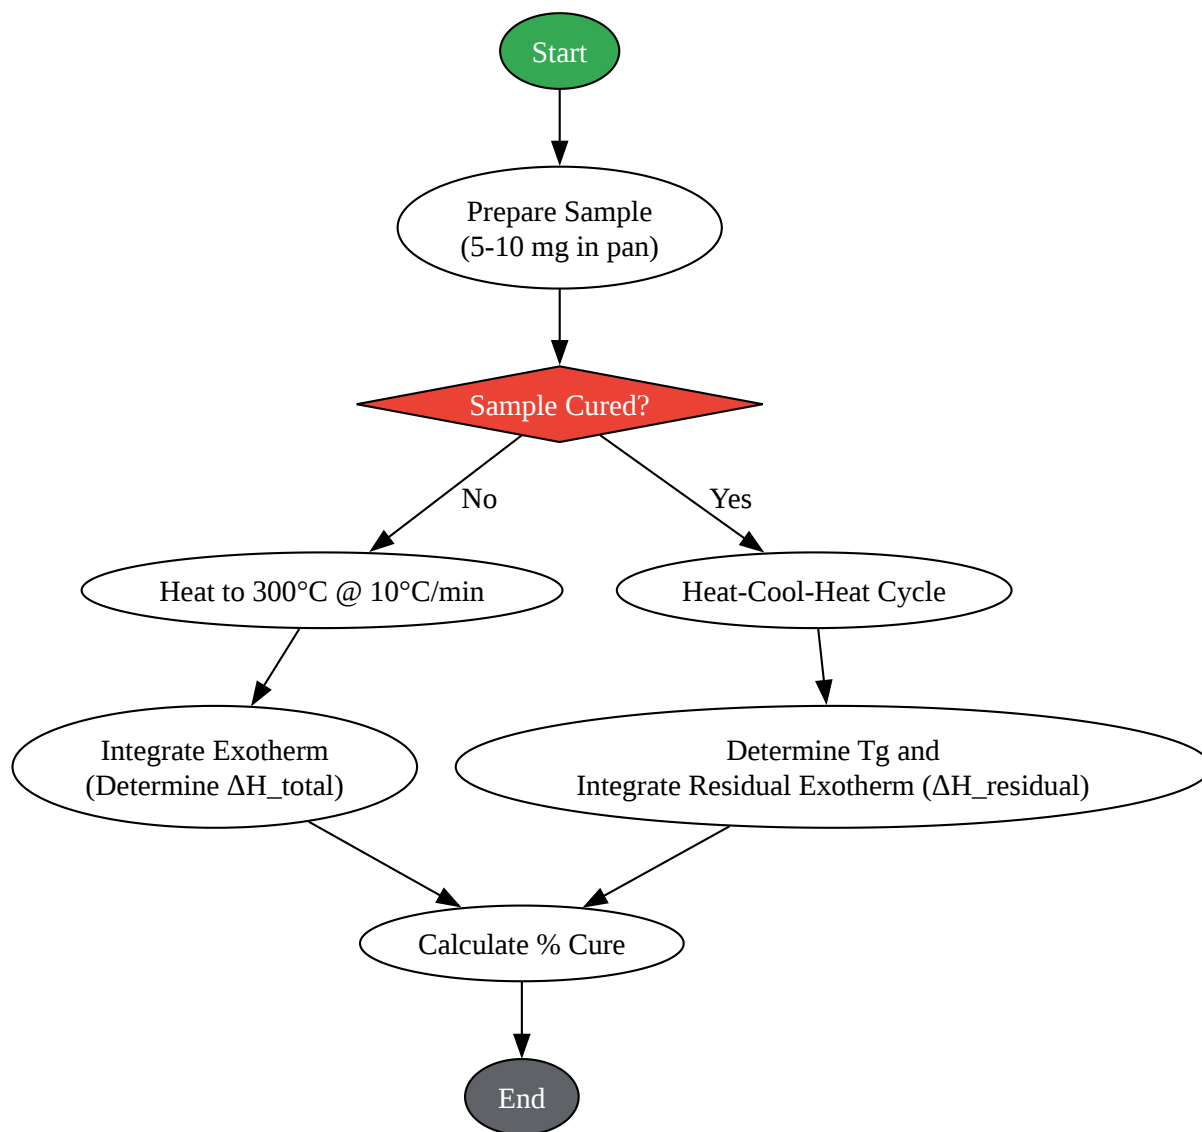 Start
Prepare Sample
(5-10 mg in pan)
Sample Cured?
No
Yes
Heat to 300°C @ 10°C/min
Heat-Cool-Heat Cycle
Integrate Exotherm
(Determine ΔH_total)
Determine Tg and
Integrate Residual Exotherm (ΔH_residual)
Calculate % Cure
End